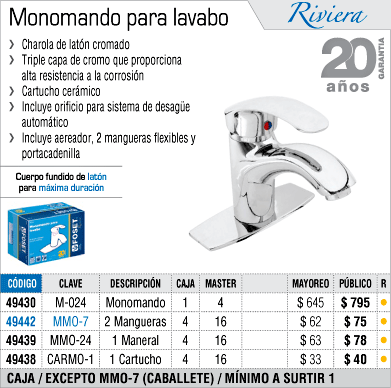 Monomando para lavabo
Riviera
Charola de latón cromado
Triple capa de cromo que proporciona
alta resistencia a la corrosión
Cartucho cerámico
Incluye orificio para sistema de desagüe
automático
Incluye aereador, 2 mangueras flexibles y
portacadenilla
20 años GARANTIA
Cuerpo fundido de latón
para máxima duración
FOSET
CÓDIGO CLAVE DESCRIPCIÓN CAJA MASTER MAYOREO PÚBLICO R
49430 M-024 Monomando 1 4 $ 645 $ 795
49442 MMO-7 2 Mangueras 4 16 $ 62 $ 75
49439 MMO-24 1 Maneral 4 16 $ 63 $ 78
49438 CARMO-1 1 Cartucho 4 16 $ 33 $ 40
CAJA / EXCEPTO MMO-7 (CABALLETE) / MÍNIMO A SURTIR 1